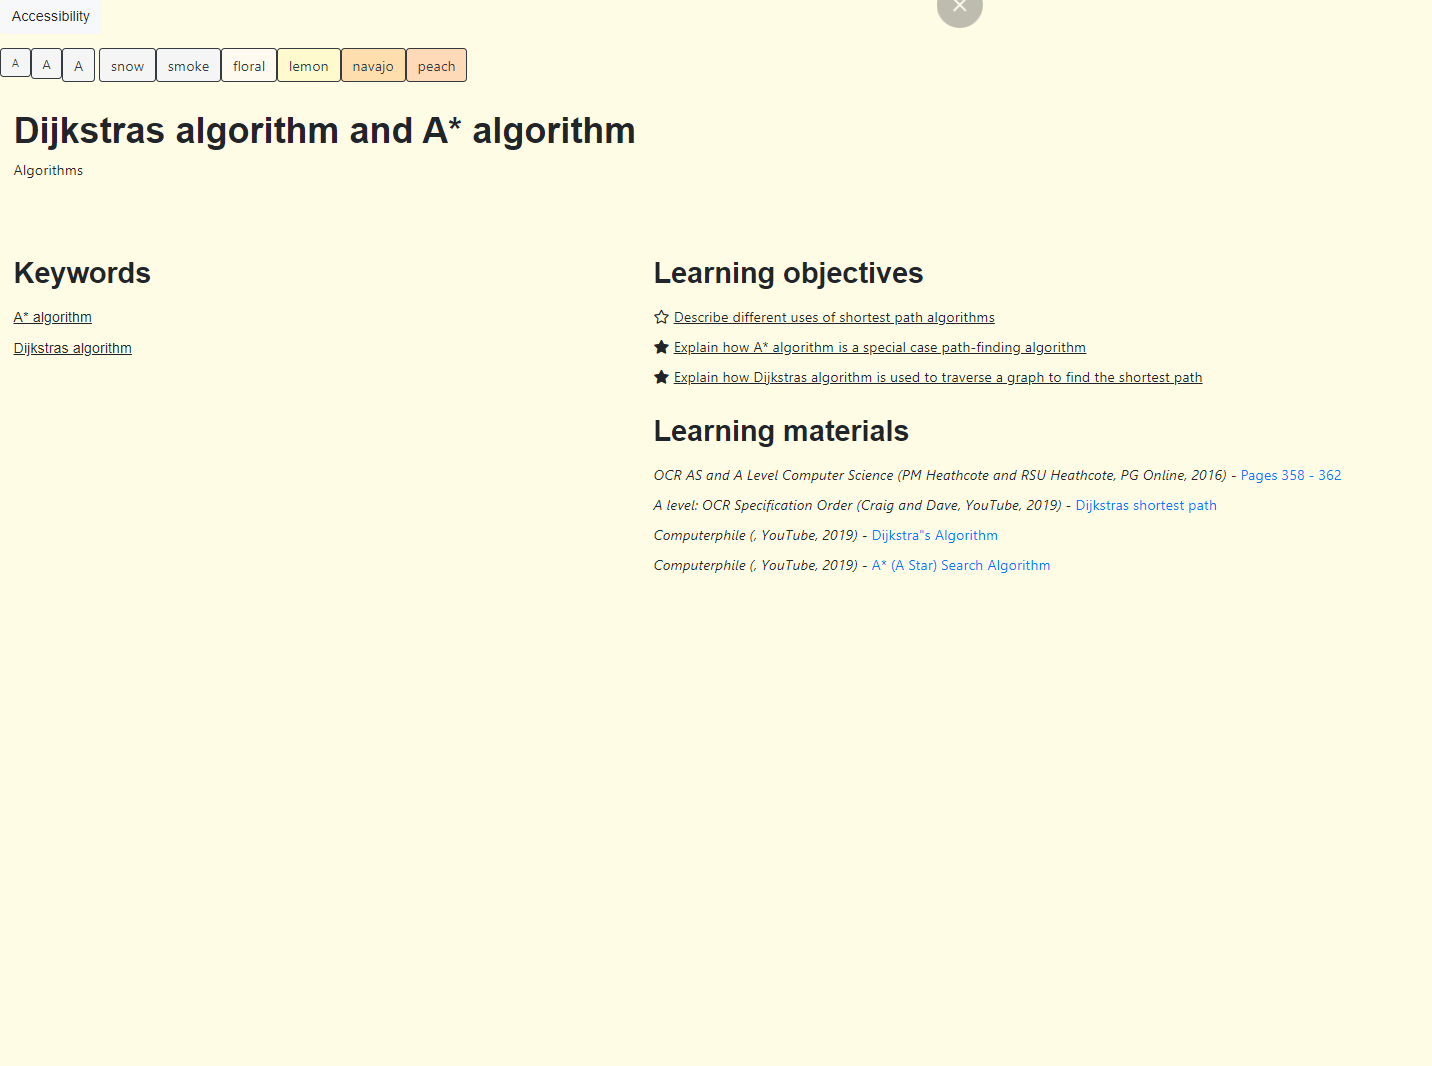 Accessibility
A A A snow smoke floral lemon navajo peach
Dijkstras algorithm and A* algorithm
Algorithms
Keywords
A* algorithm
Dijkstras algorithm
Learning objectives
Describe different uses of shortest path algorithms
Explain how A* algorithm is a special case path-finding algorithm
Explain how Dijkstras algorithm is used to traverse a graph to find the shortest path
Learning materials
OCR AS and A Level Computer Science (PM Heathcote and RSU Heathcote, PG Online, 2016) - Pages 358 - 362
A level: OCR Specification Order (Craig and Dave, YouTube, 2019) - Dijkstras shortest path
Computerphile (, YouTube, 2019) - Dijkstra"s Algorithm
Computerphile (, YouTube, 2019) - A* (A Star) Search Algorithm